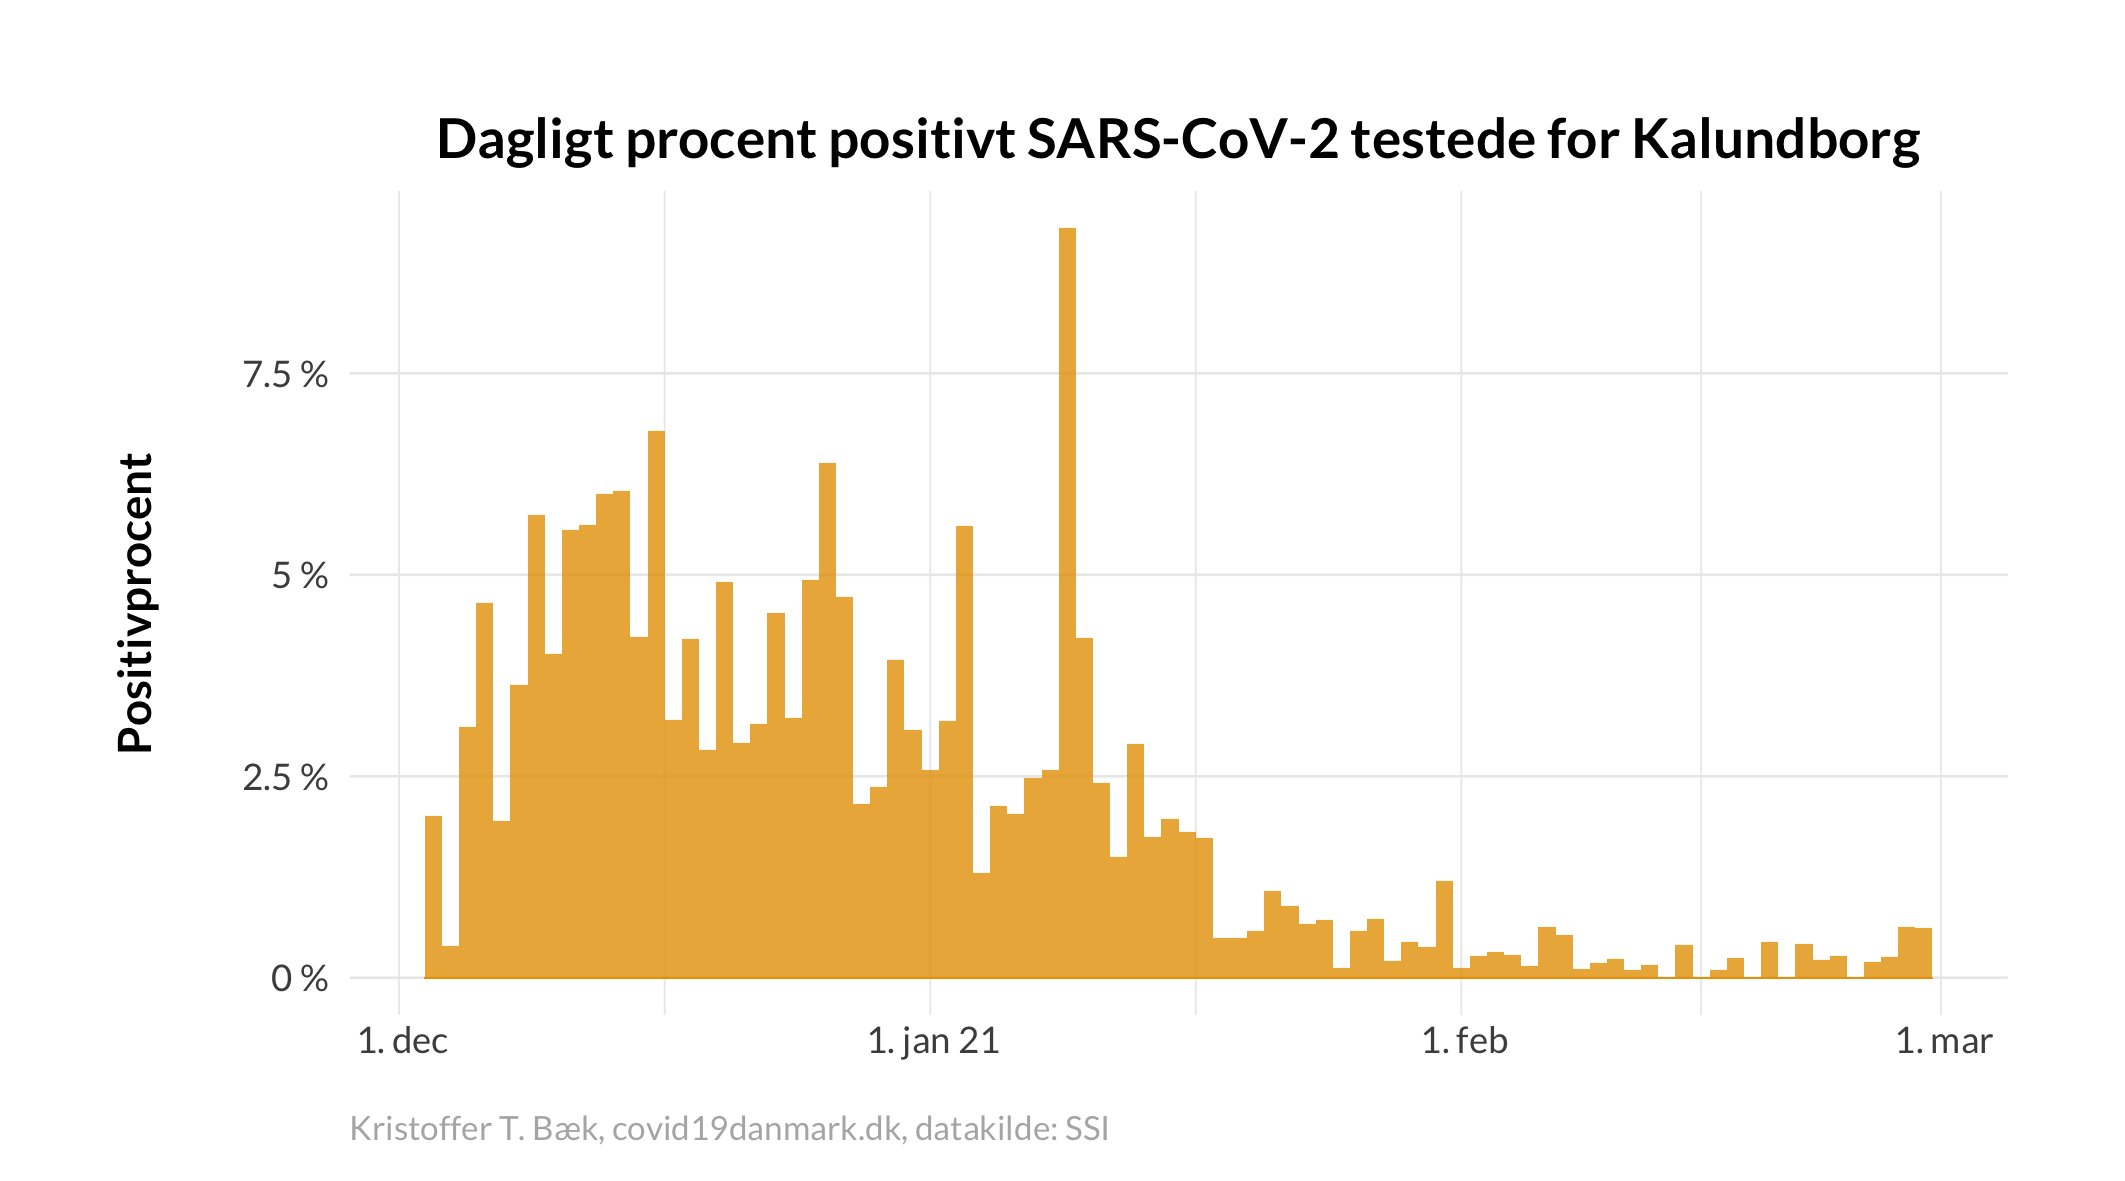 Dagligt procent positivt SARS-CoV-2 testede for Kalundborg
Positivprocent
7.5 %
5 %
2.5 %
0 %
1. dec
1. jan 21
1. feb
1. mar
Kristoffer T. Bæk, covid19danmark.dk, datakilde: SSI